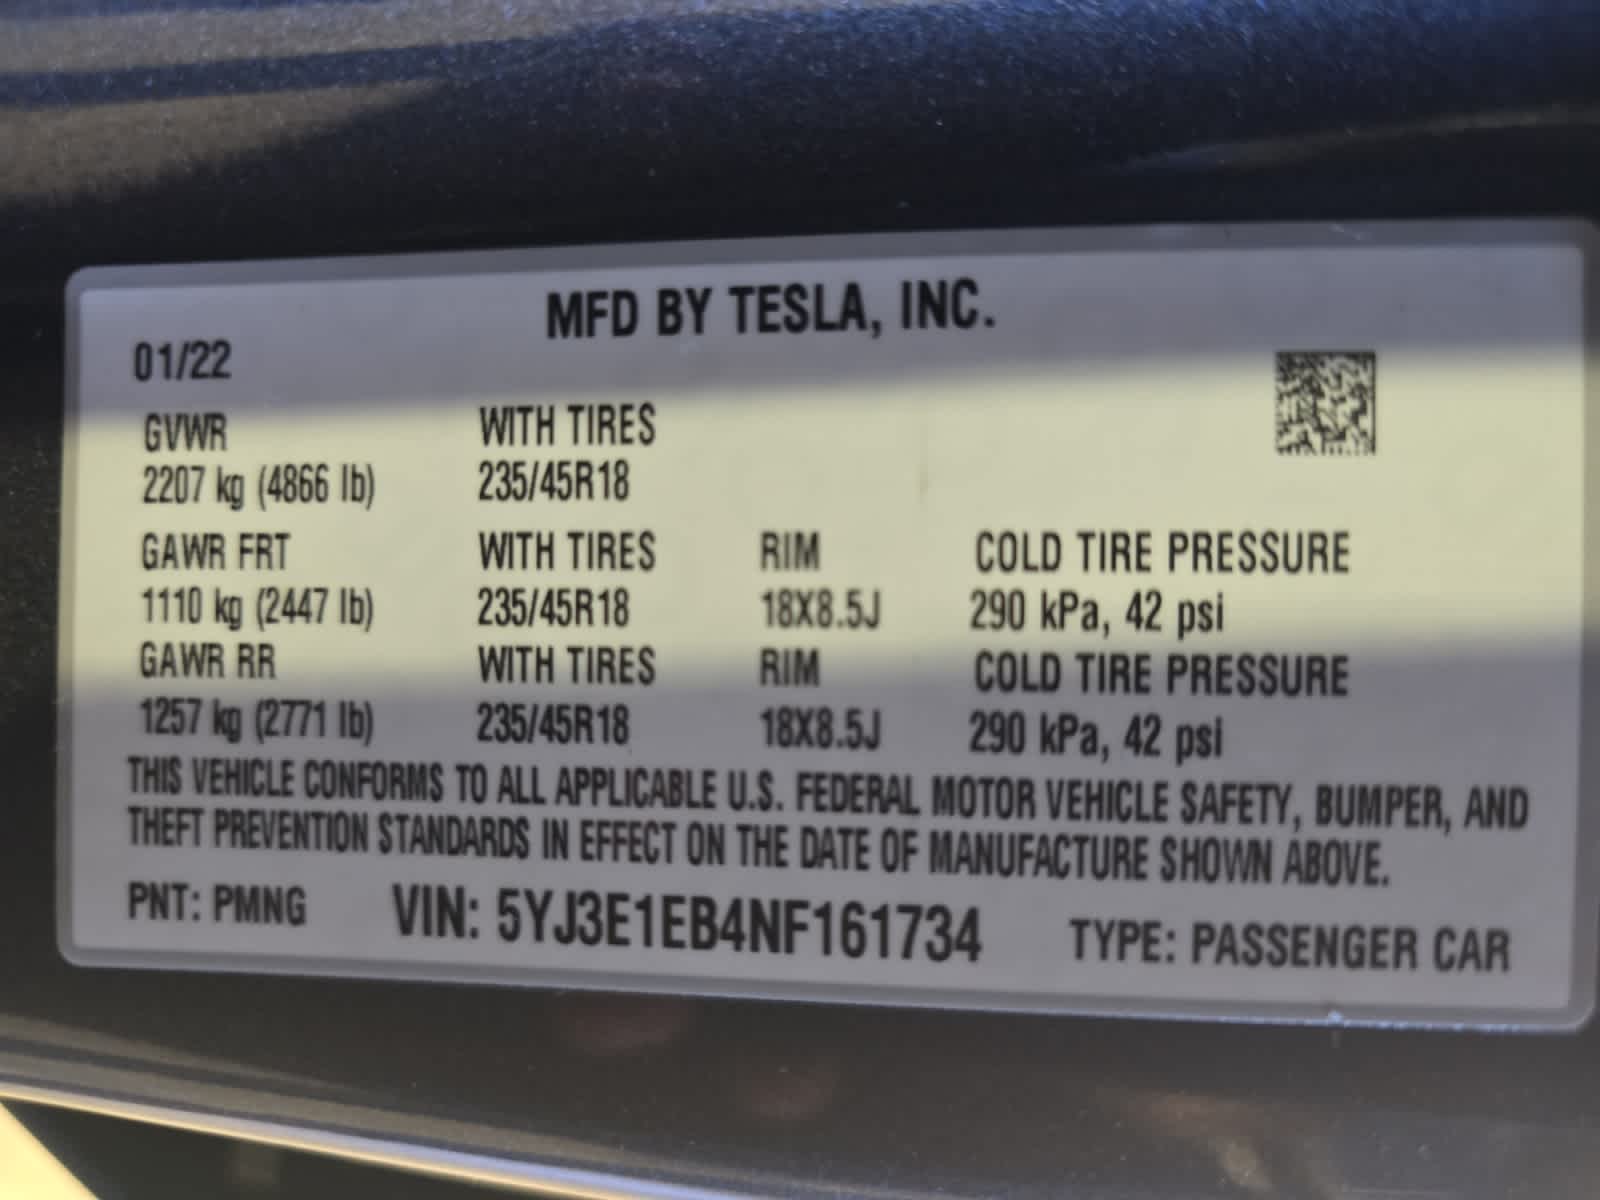 MFD BY TESLA, INC.
01/22
GVWR WITH TIRES
2207 kg (4866 lb) 235/45R18
GAWR FRT WITH TIRES RIM COLD TIRE PRESSURE
1110 kg (2447 lb) 235/45R18 18X8.5J 290 kPa, 42 psi
GAWR RR WITH TIRES RIM COLD TIRE PRESSURE
1257 kg (2771 lb) 235/45R18 18X8.5J 290 kPa, 42 psi
THIS VEHICLE CONFORMS TO ALL APPLICABLE U.S. FEDERAL MOTOR VEHICLE SAFETY, BUMPER, AND
THEFT PREVENTION STANDARDS IN EFFECT ON THE DATE OF MANUFACTURE SHOWN ABOVE.
PNT: PMNG VIN: 5YJ3E1EB4NF161734 TYPE: PASSENGER CAR